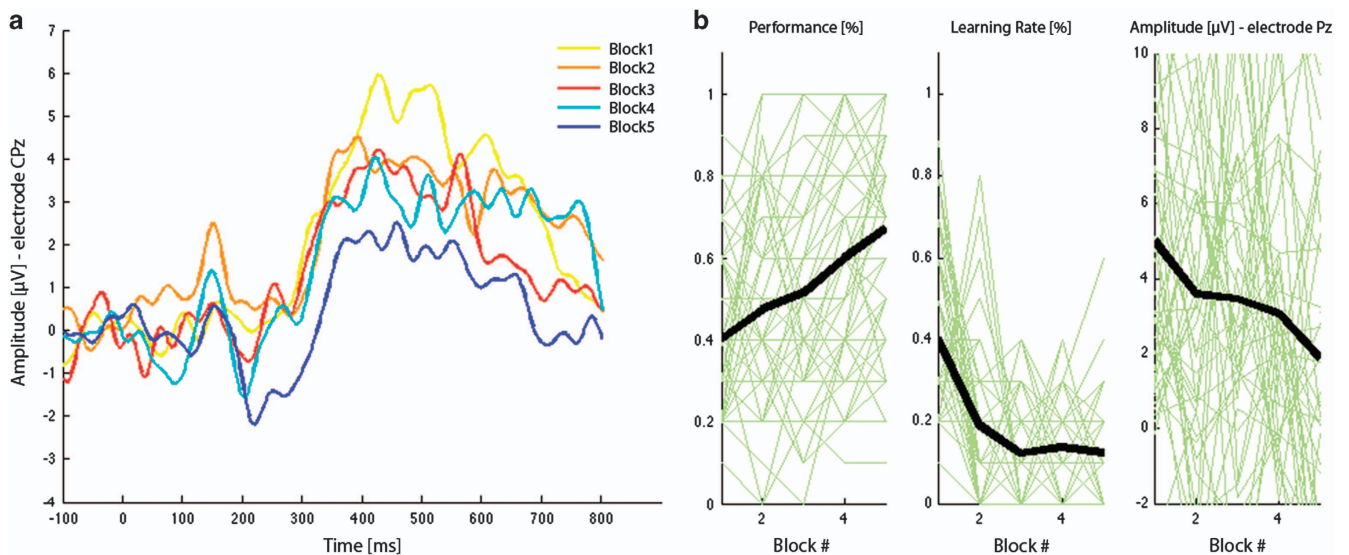 a
Amplitude [µV] - electrode CPz
7
6
5
4
3
2
1
0
-1
-2
-3
-4
-100 0 100 200 300 400 500 600 700 800
Time [ms]
Block1
Block2
Block3
Block4
Block5
b
Performance [%]
1
0.8
0.6
0.4
0.2
0
2 4
Block #
Learning Rate [%]
1
0.8
0.6
0.4
0.2
0
2 4
Block #
Amplitude [µV] - electrode Pz
10
8
6
4
2
0
-2
2 4
Block #